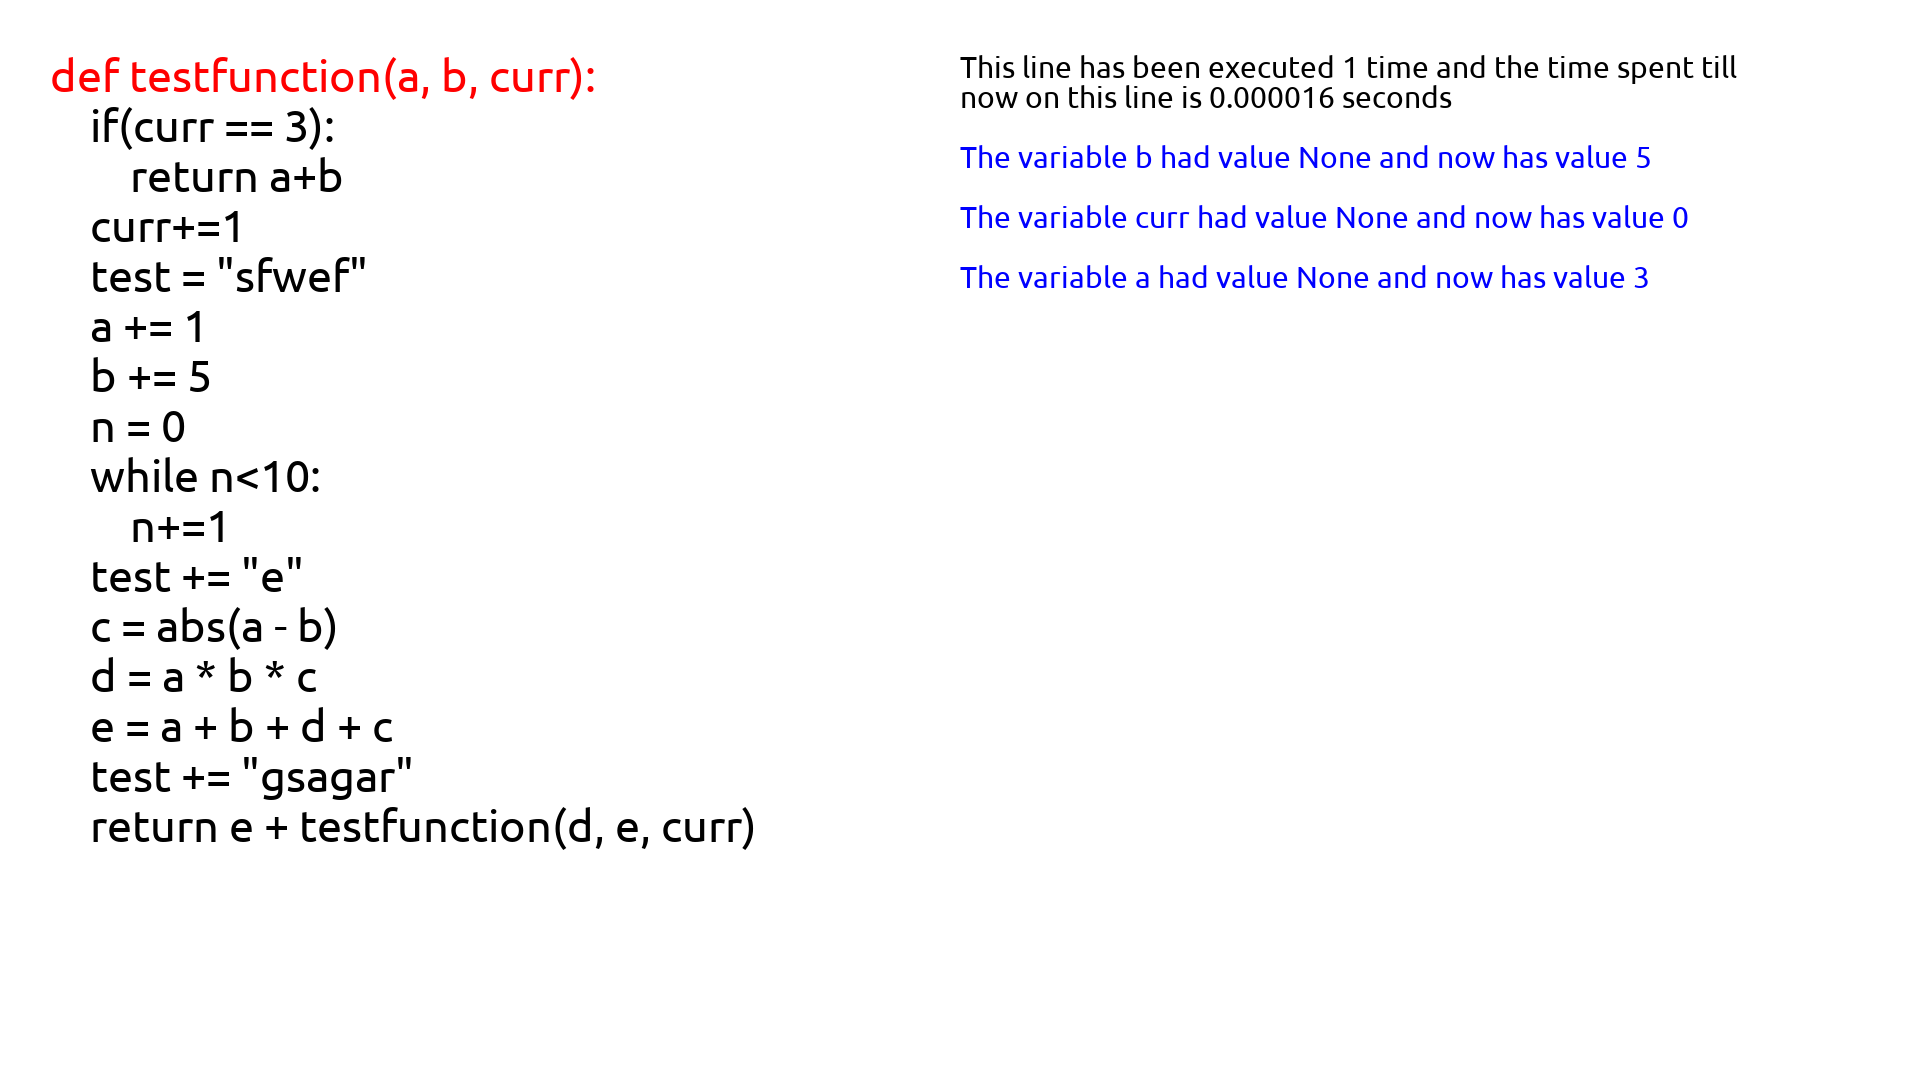 def testfunction(a, b, curr):
if(curr == 3):
return a+b
curr+=1
test = "sfwef"
a += 1
b += 5
n = 0
while n<10:
n+=1
test += "e"
c = abs(a - b)
d = a * b * c
e = a + b + d + c
test += "gsagar"
return e + testfunction(d, e, curr)
This line has been executed 1 time and the time spent till
now on this line is 0.000016 seconds
The variable b had value None and now has value 5
The variable curr had value None and now has value 0
The variable a had value None and now has value 3